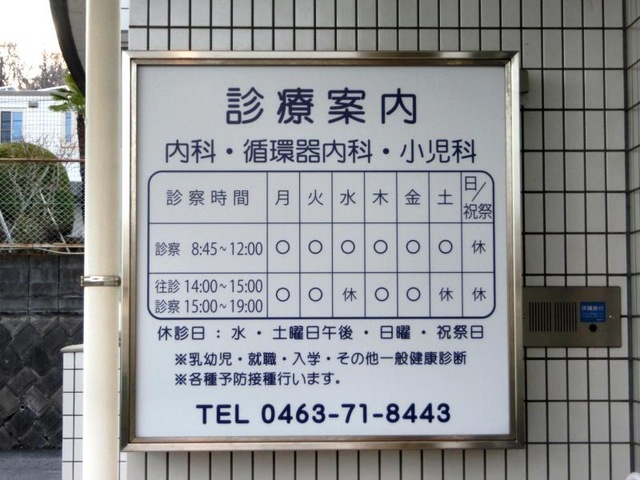 診療案内
内科・循環器内科・小児科
診察時間 月 火 水 木 金 土 日/祝祭
診察 8:45~12:00 ○ ○ ○ ○ ○ ○ 休
往診 14:00~15:00
診察 15:00~19:00 ○ ○ 休 ○ ○ 休 休
休診日：水・土曜日午後・日曜・祝祭日
※乳幼児・就職・入学・その他一般健康診断
※各種予防接種行います。
TEL 0463-71-8443